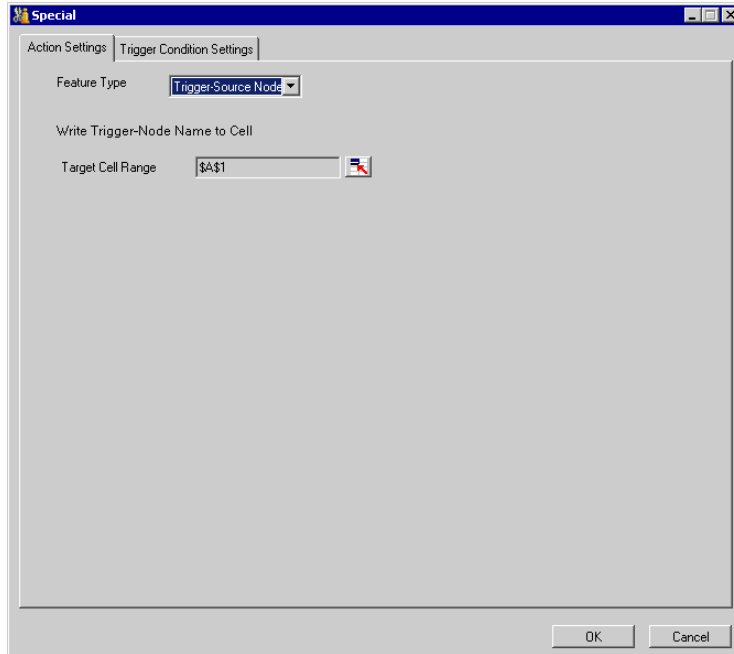 Special
Action Settings Trigger Condition Settings
Feature Type Trigger-Source Node
Write Trigger-Node Name to Cell
Target Cell Range $A$1
OK Cancel